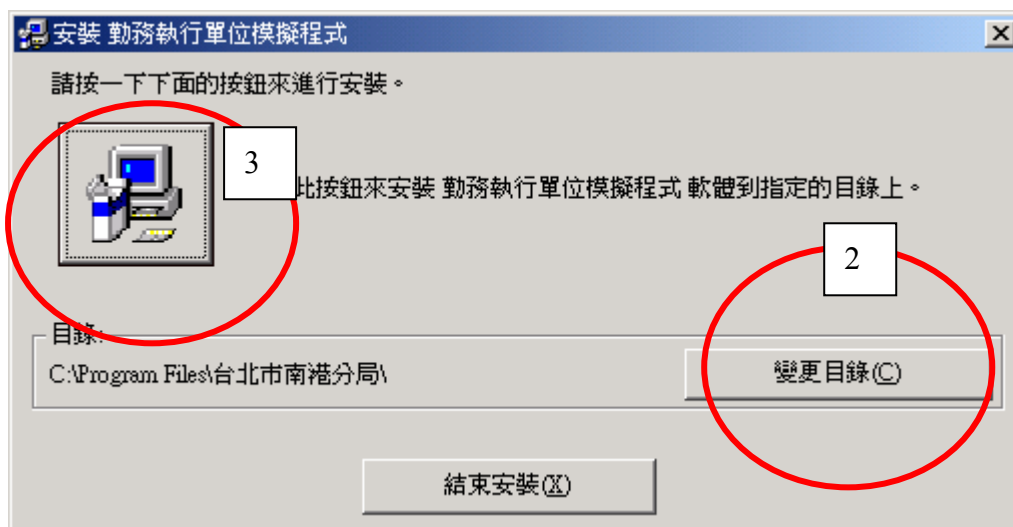 安裝 勤務執行單位模擬程式
請按一下下面的按鈕來進行安裝。
3
此按鈕來安裝 勤務執行單位模擬程式 軟體到指定的目錄上。
2
目錄:
C:\Program Files\台北市南港分局\
變更目錄(C)
結束安裝(X)